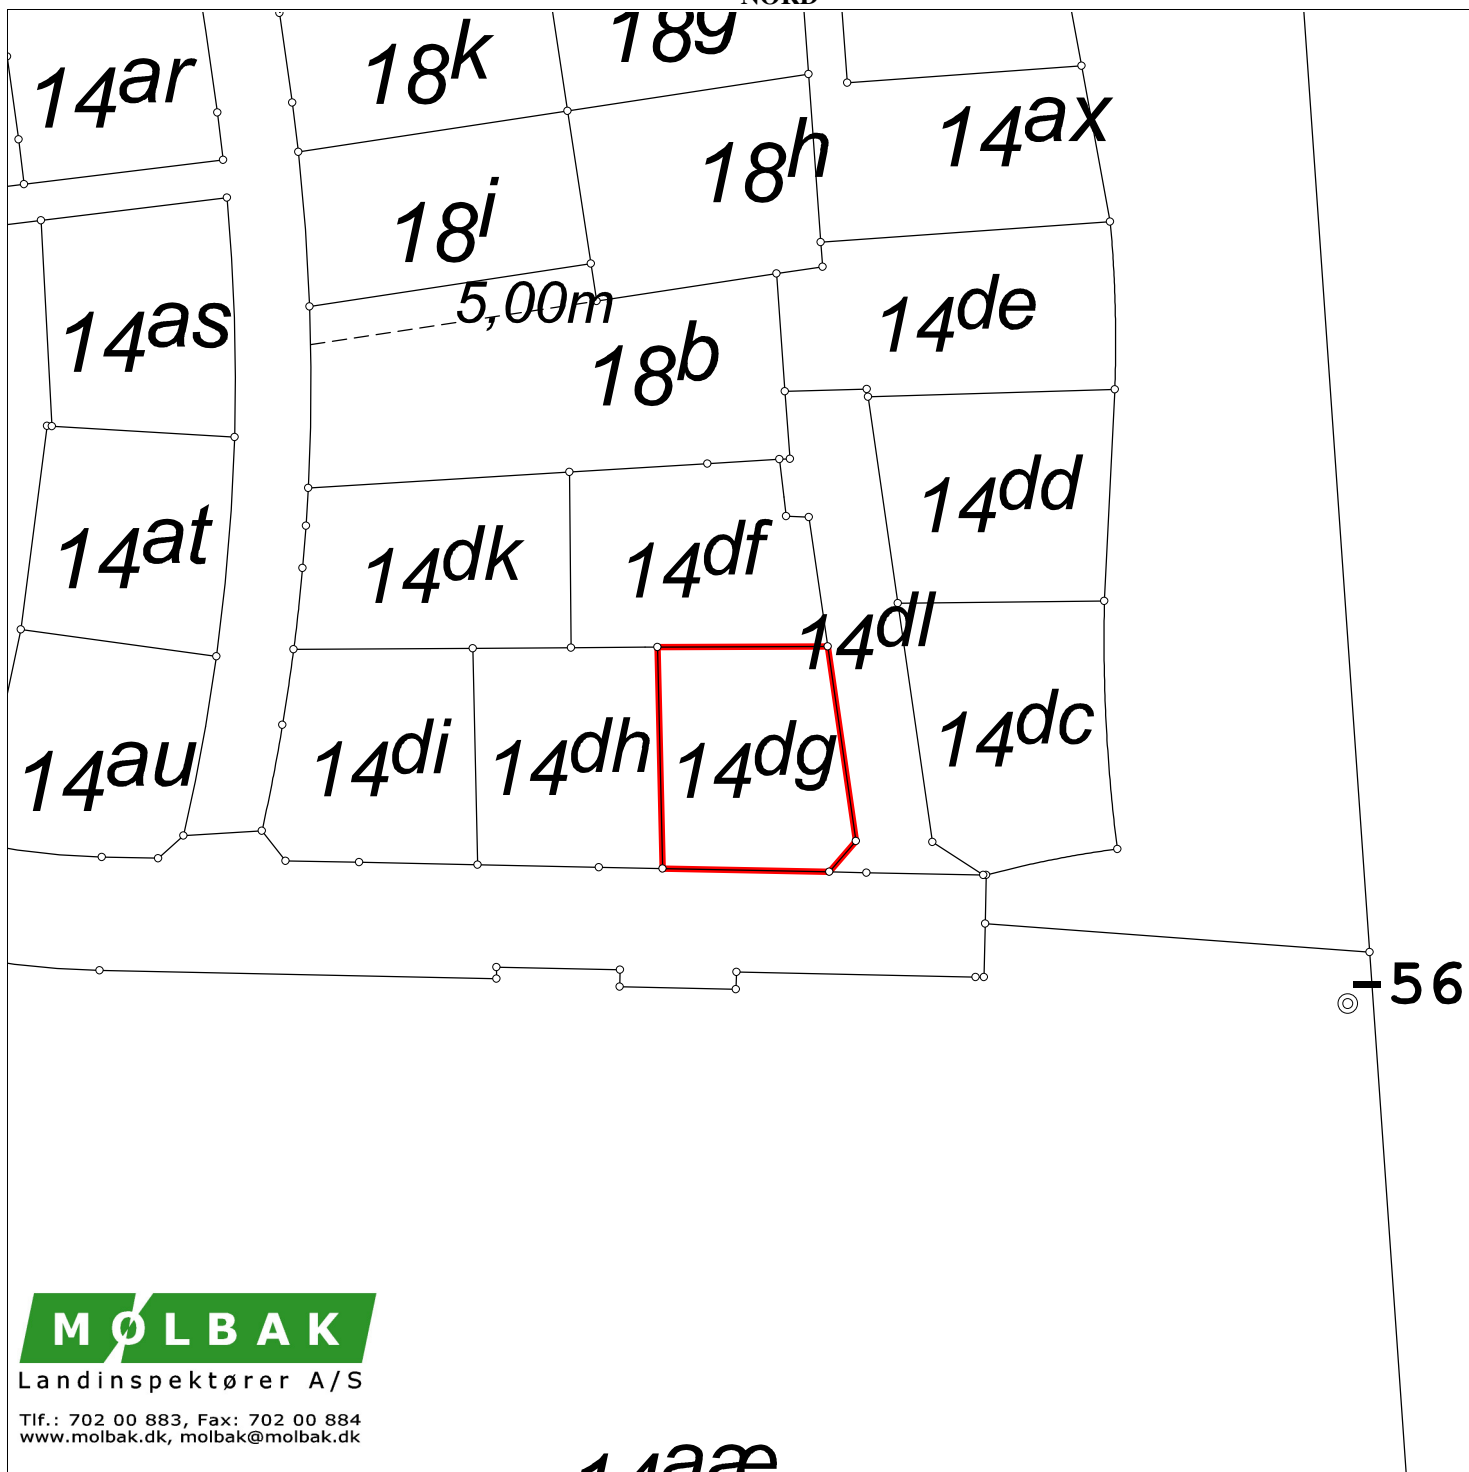 NORD
18g
18k
14ar
14ax
18h
18i
14de
5,00m
14as
18b
14dd
14at
14dk
14df
14dl
14di
14dh
14dg
14dc
14au
56
MØLBAK
Landinspektører A/S
Tlf.: 702 00 883, Fax: 702 00 884
www.molbak.dk, molbak@molbak.dk
14aæ